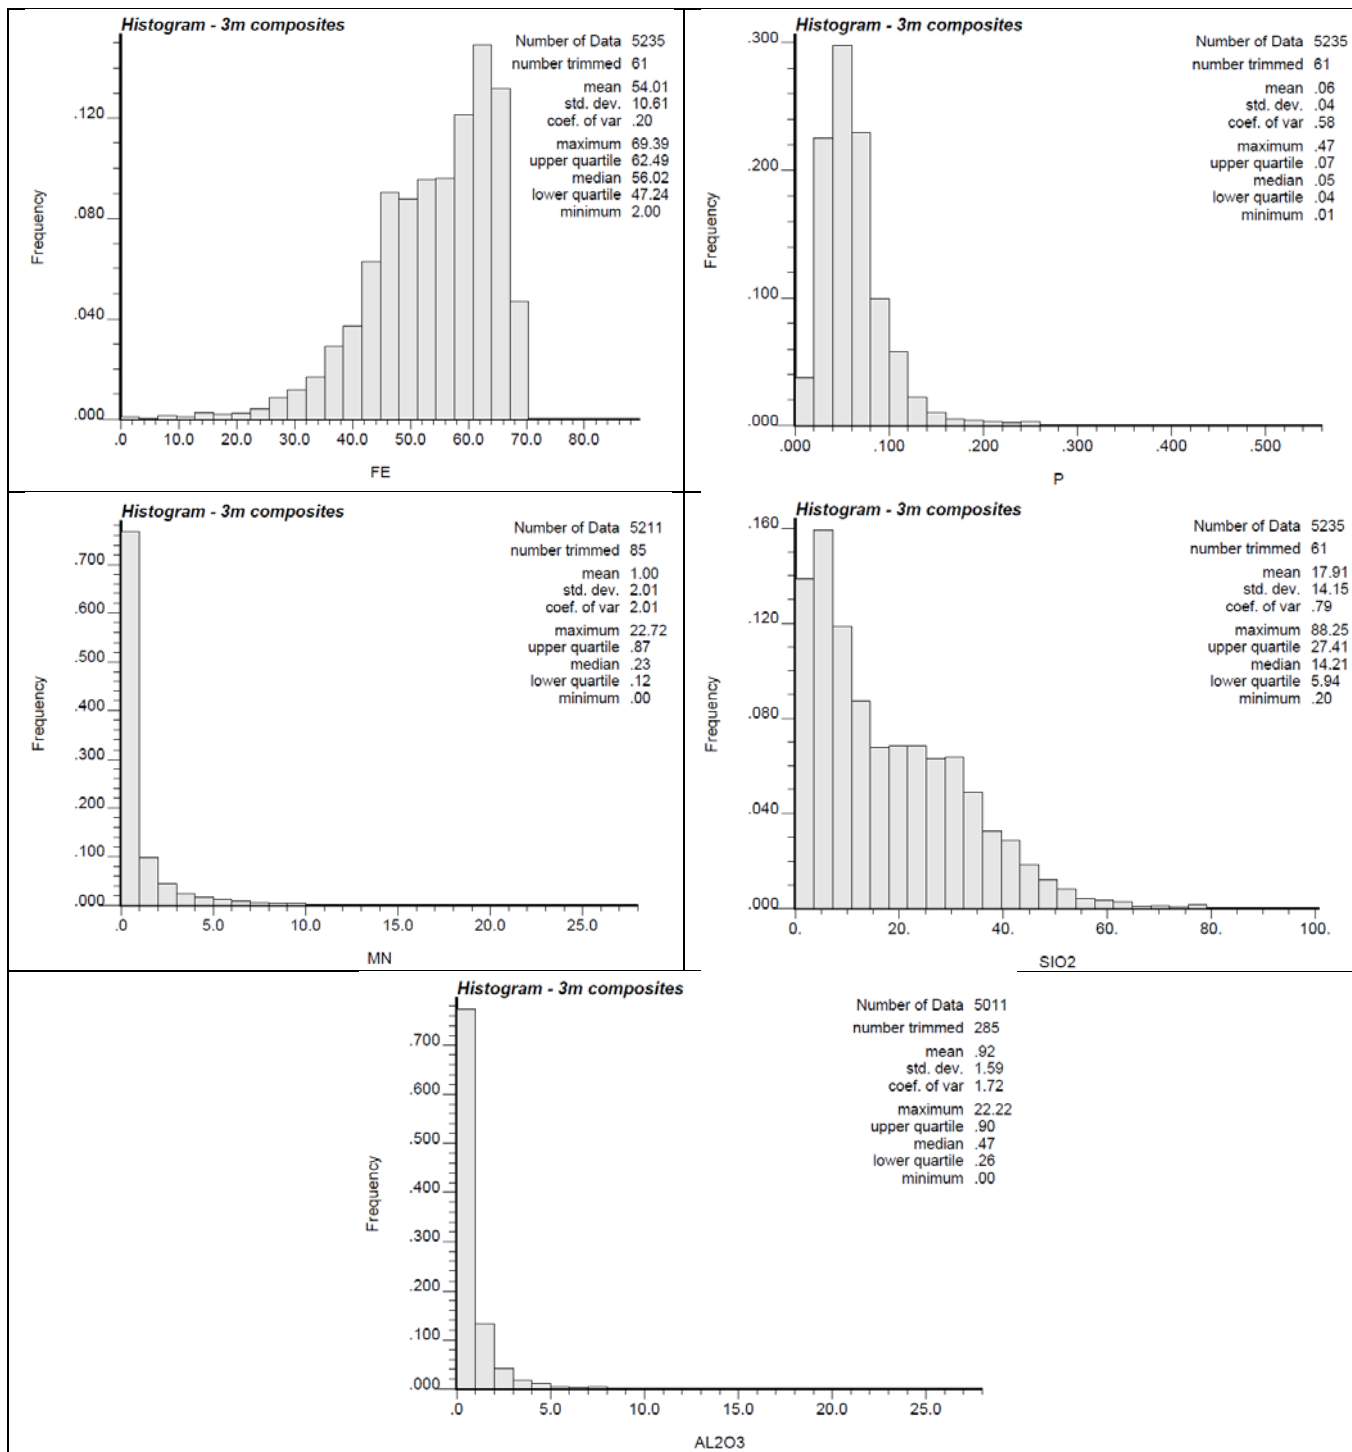 Histogram - 3m composites
Number of Data 5235
number trimmed 61
mean 54.01
std. dev. 10.61
coef. of var .20
maximum 69.39
upper quartile 62.49
median 56.02
lower quartile 47.24
minimum 2.00
.120
.080
.040
.000
Frequency
.0 10.0 20.0 30.0 40.0 50.0 60.0 70.0 80.0
FE
Histogram - 3m composites
Number of Data 5235
number trimmed 61
mean .06
std. dev. .04
coef. of var .58
maximum .47
upper quartile .07
median .05
lower quartile .04
minimum .01
.300
.200
.100
.000
Frequency
.000 .100 .200 .300 .400 .500
P
Histogram - 3m composites
Number of Data 5211
number trimmed 85
mean 1.00
std. dev. 2.01
coef. of var 2.01
maximum 22.72
upper quartile .87
median .23
lower quartile .12
minimum .00
.700
.600
.500
.400
.300
.200
.100
.000
Frequency
.0 5.0 10.0 15.0 20.0 25.0
MN
Histogram - 3m composites
Number of Data 5235
number trimmed 61
mean 17.91
std. dev. 14.15
coef. of var .79
maximum 88.25
upper quartile 27.41
median 14.21
lower quartile 5.94
minimum .20
.160
.120
.080
.040
.000
Frequency
0. 20. 40. 60. 80. 100.
SIO2
Histogram - 3m composites
Number of Data 5011
number trimmed 285
mean .92
std. dev. 1.59
coef. of var 1.72
maximum 22.22
upper quartile .90
median .47
lower quartile .26
minimum .00
.700
.600
.500
.400
.300
.200
.100
.000
Frequency
.0 5.0 10.0 15.0 20.0 25.0
AL2O3